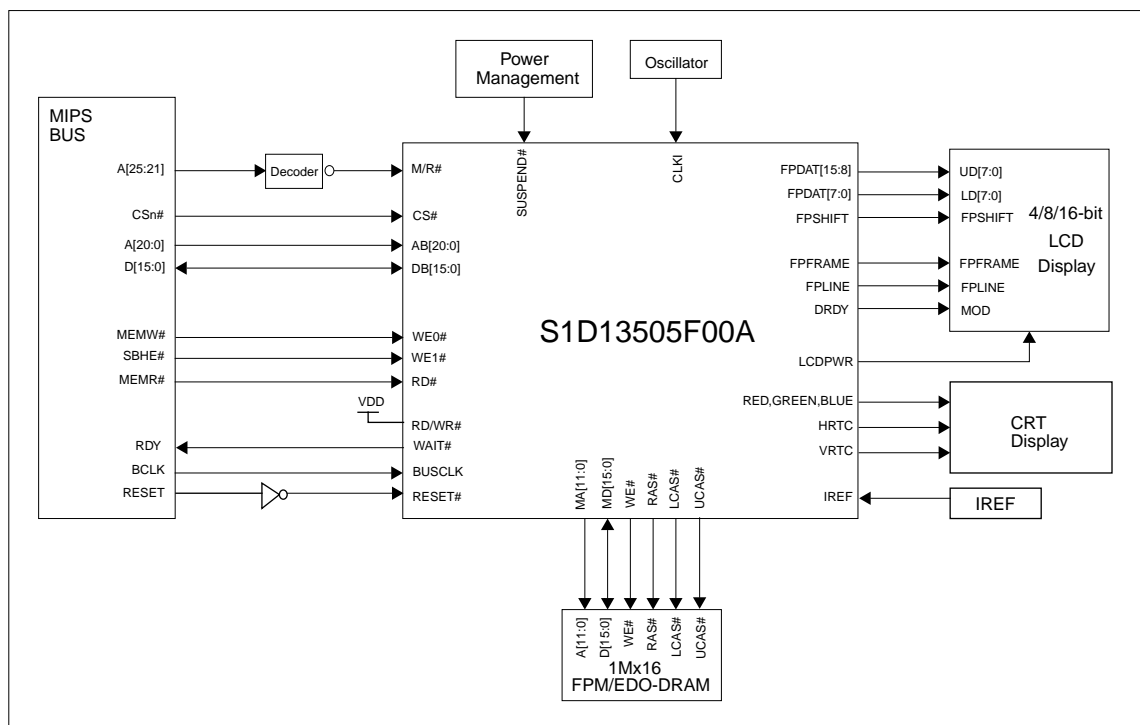 Power
Management
Oscillator
MIPS
BUS
A[25:21]
Decoder
M/R#
SUSPEND#
CLKI
FPDAT[15:8]
UD[7:0]
FPDAT[7:0]
LD[7:0]
CSn#
CS#
FPSHIFT
FPSHIFT
4/8/16-bit
LCD
Display
A[20:0]
AB[20:0]
D[15:0]
DB[15:0]
FPFRAME
FPFRAME
FPLINE
FPLINE
DRDY
MOD
S1D13505F00A
MEMW#
WE0#
SBHE#
WE1#
LCDPWR
MEMR#
RD#
VDD
RD/WR#
RED,GREEN,BLUE
HRTC
VRTC
CRT
Display
RDY
WAIT#
BCLK
BUSCLK
RESET
RESET#
IREF
IREF
MA[11:0]
MD[15:0]
WE#
RAS#
LCAS#
UCAS#
A[11:0]
D[15:0]
WE#
RAS#
LCAS#
UCAS#
1Mx16
FPM/EDO-DRAM